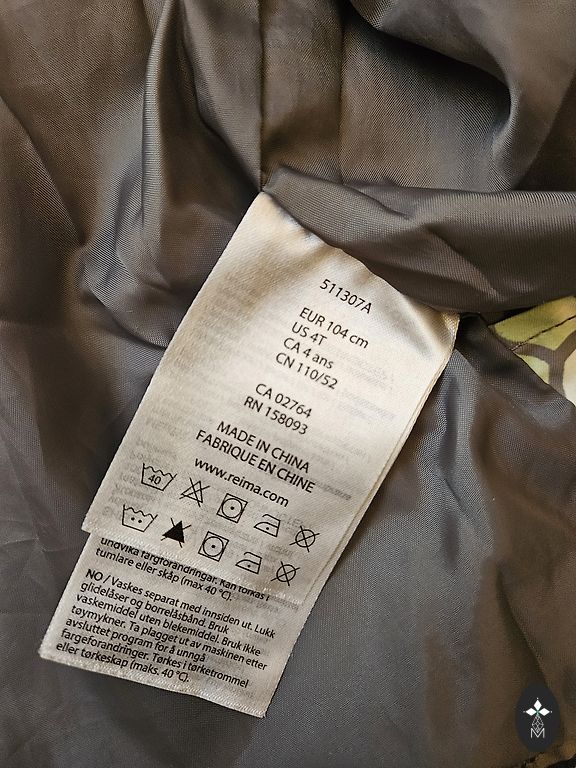 511307A
EUR 104 cm
US 4T
CA 4 ans
CN 110/52
CA 02764
RN 158093
MADE IN CHINA
FABRIQUE EN CHINE
www.reima.com
40
undvika färgförändringar. Kan torkas i
tumlare eller skåp (max 40 °C).
NO / Vaskes separat med innsiden ut. Lukk
glidelåser og borrelåsbånd. Bruk
vaskemiddel uten blekemiddel. Bruk ikke
tøymykner. Ta plagget ut av maskinen etter
avsluttet program for å unngå
fargeforandringer. Tørkes i tørketrommel
eller tørkeskap (maks. 40 °C).
M